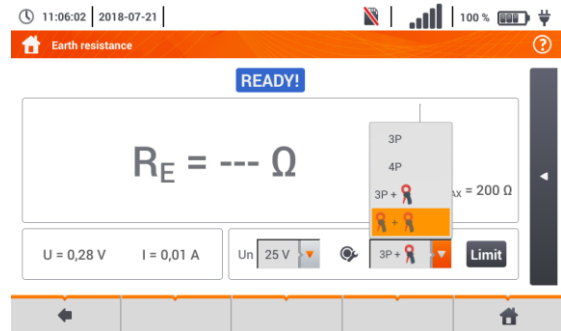 11:06:02 2018-07-21 100 %
Earth resistance ?
READY!
RE = --- Ω
3P
4P
3P +
= 200 Ω
+
U = 0,28 V I = 0,01 A Un 25 V 3P + Limit